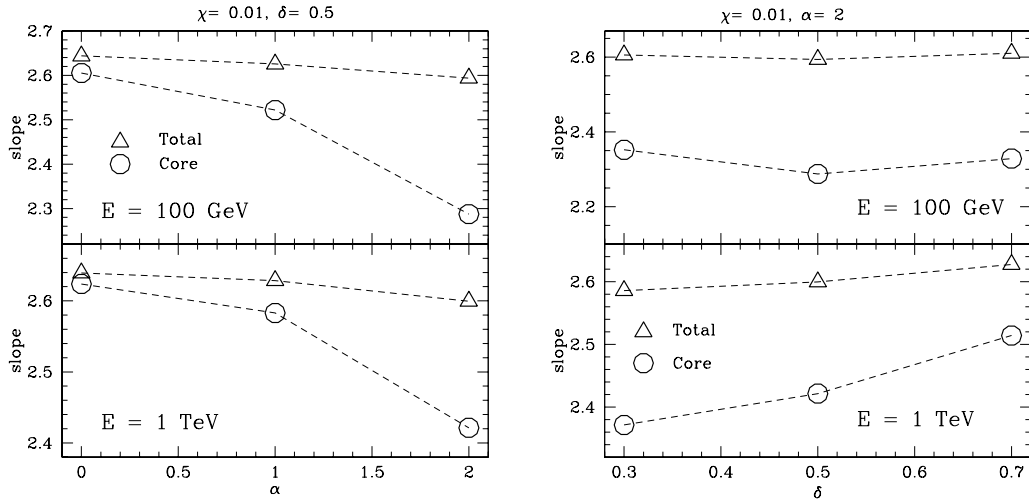 χ= 0.01, δ= 0.5
2.7
2.6
2.5
2.4
2.3
slope
Total
Core
E = 100 GeV
2.6
2.5
2.4
slope
E = 1 TeV
0
0.5
1
1.5
2
α
χ= 0.01, α= 2
2.6
2.4
2.2
slope
E = 100 GeV
2.6
2.5
2.4
slope
Total
Core
E = 1 TeV
0.3
0.4
0.5
0.6
0.7
δ